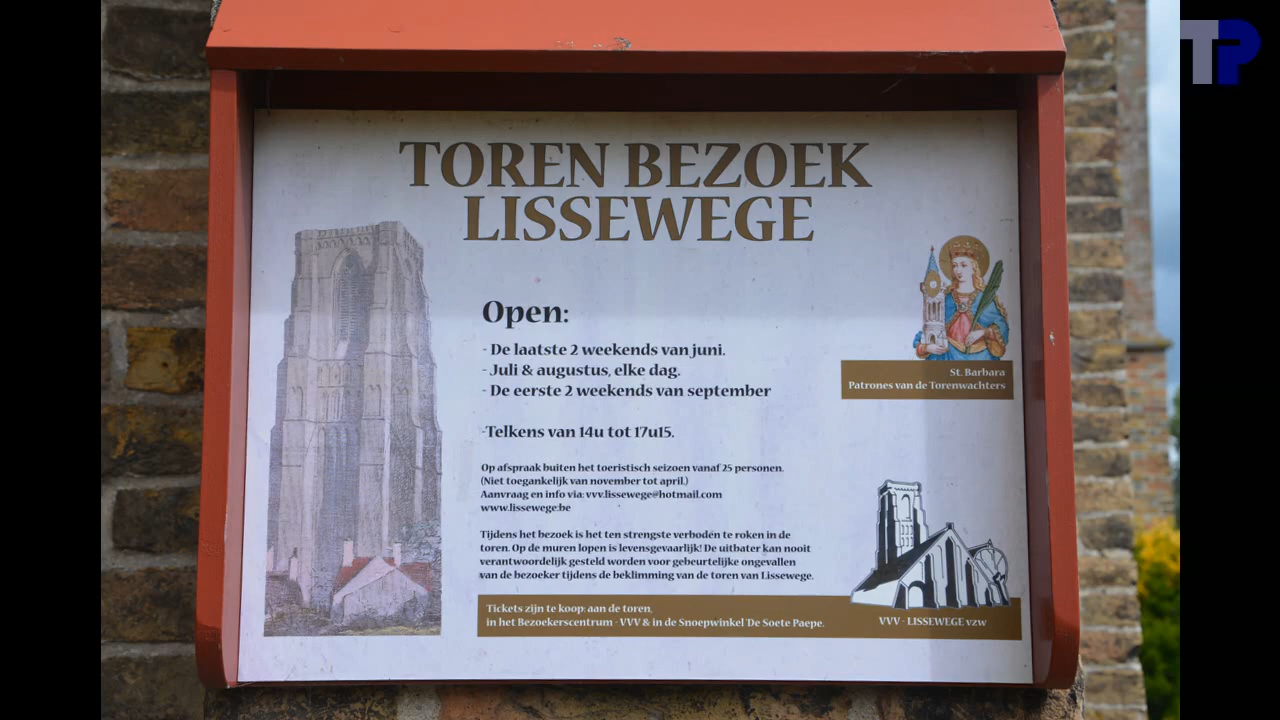 TP
TOREN BEZOEK
LISSEWEGE
Open:
- De laatste 2 weekends van juni.
- Juli & augustus, elke dag.
- De eerste 2 weekends van september
-Telkens van 14u tot 17u15.
St. Barbara
Patrones van de Torenwachters
Op afspraak buiten het toeristisch seizoen vanaf 25 personen.
(Niet toegankelijk van november tot april.)
Aanvraag en info via: vvv.lissewege@hotmail.com
www.lissewege.be
Tijdens het bezoek is het ten strengste verboden te roken in de
toren. Op de muren lopen is levensgevaarlijk! De uitbater kan nooit
verantwoordelijk gesteld worden voor gebeurtelijke ongevallen
van de bezoeker tijdens de beklimming van de toren van Lissewege.
Tickets zijn te koop: aan de toren,
in het Bezoekerscentrum - VVV & in de Snoepwinkel 'De Soete Paepe.
VVV - LISSEWEGE vzw